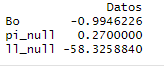 Datos
Bo -0.9946226
pi_null 0.2700000
ll_null -58.3258840